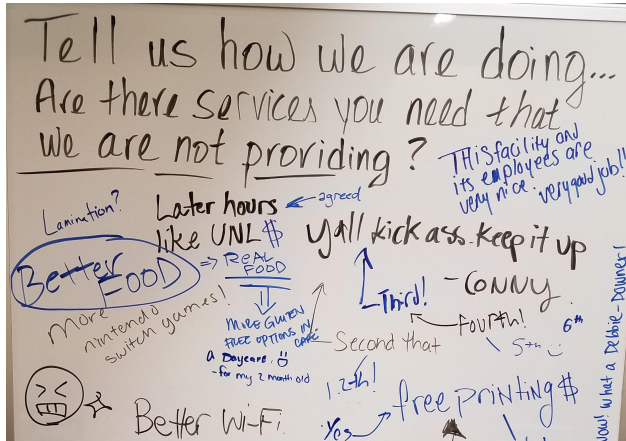 Tell us how we are doing...
Are there services you need that
we are not providing?
THis facility and
its employees are
very nice. very good job!!
Lamination?
Later hours
like UNL$
agreed
Better
FOOD
REAL
FOOD
y'all kick ass. Keep it up
-CONNY
Third!
fourth!
5th
6th
Second that
1.2th!
More
nintendo
switch games!
MORE Gluten
FREE OPTIONS IN
CAFE
a Daycare.
-for my 2 month old
Better Wi-Fi
Yes
free printing $
Wow! What a Debbie-Downer!